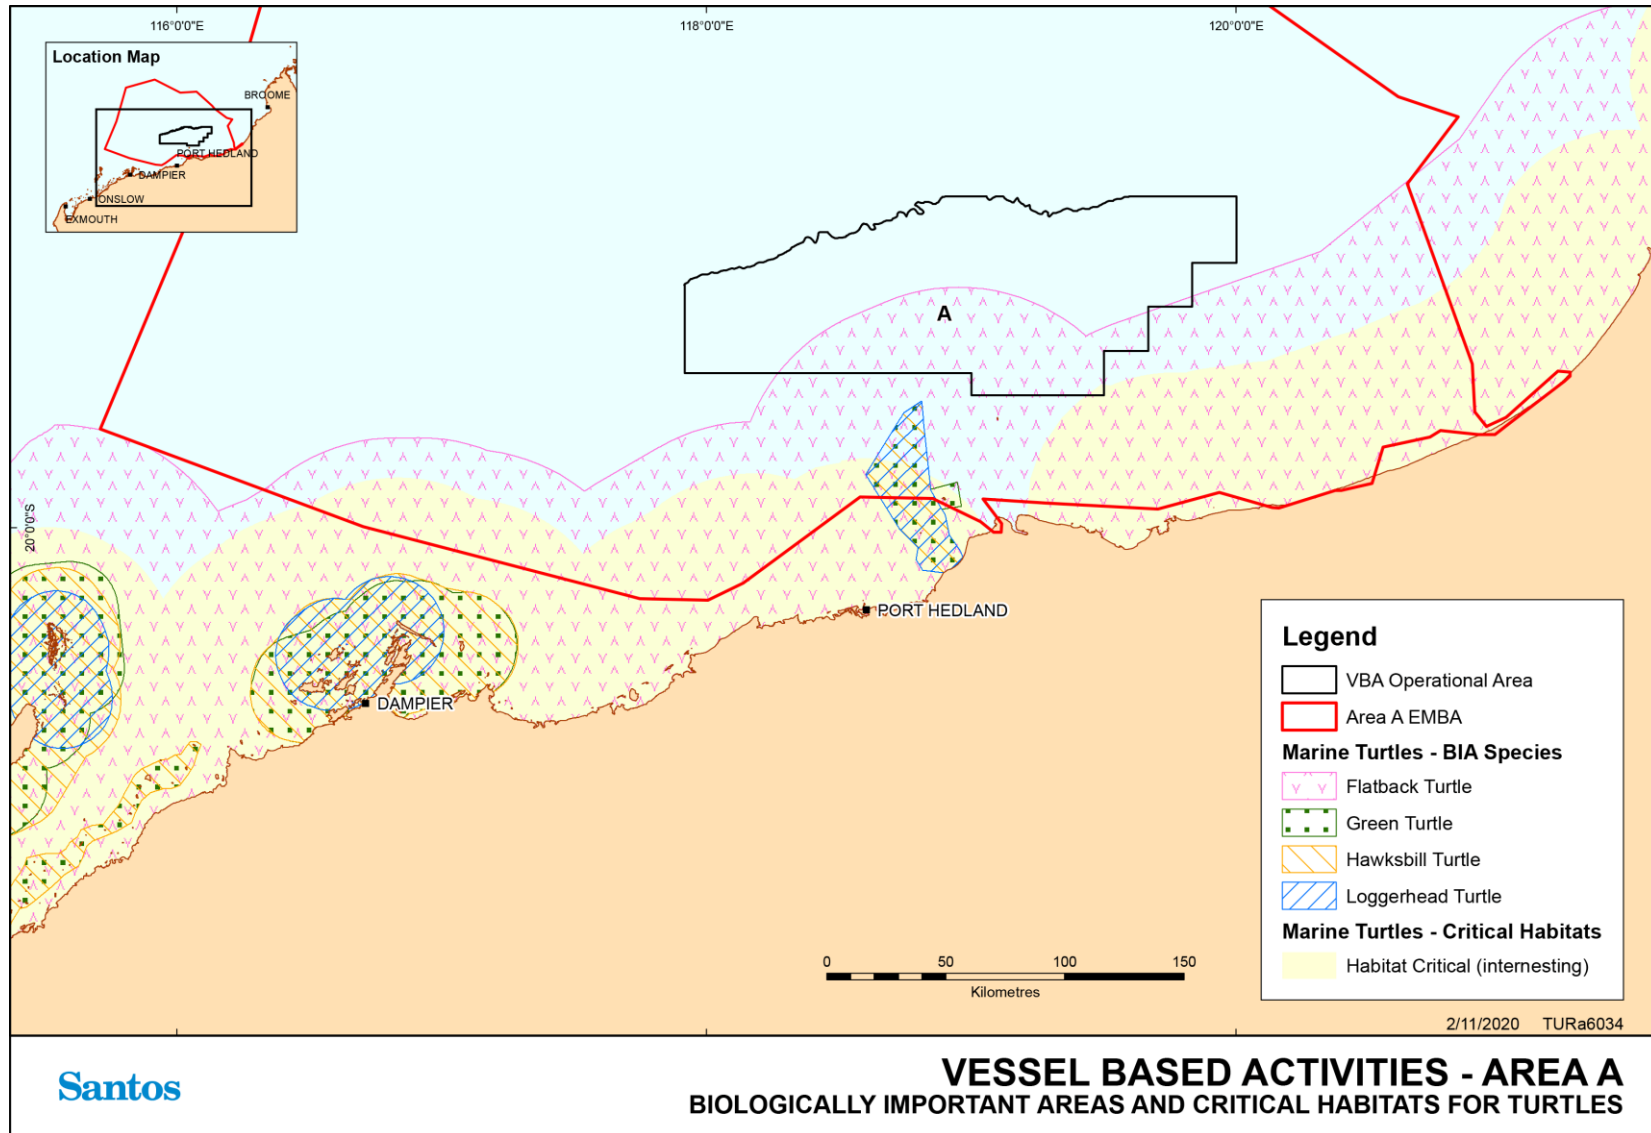 116°0'0"E
118°0'0"E
120°0'0"E
Location Map
BROOME
PORT HEDLAND
DAMPIER
ONSLOW
EXMOUTH
A
20°0'0"S
PORT HEDLAND
DAMPIER
Legend
VBA Operational Area
Area A EMBA
Marine Turtles - BIA Species
Flatback Turtle
Green Turtle
Hawksbill Turtle
Loggerhead Turtle
Marine Turtles - Critical Habitats
Habitat Critical (internesting)
0 50 100 150
Kilometres
2/11/2020 TURa6034
Santos
VESSEL BASED ACTIVITIES - AREA A
BIOLOGICALLY IMPORTANT AREAS AND CRITICAL HABITATS FOR TURTLES